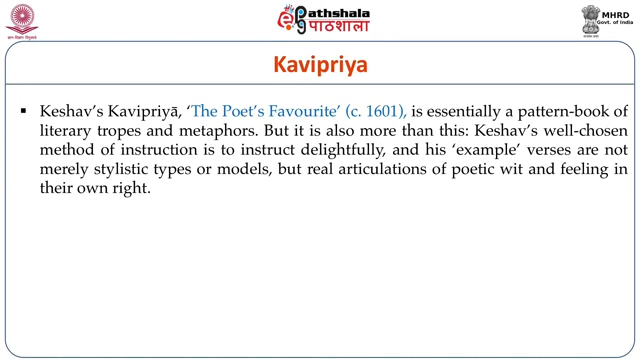 ज्ञान-विज्ञान विमुक्तये
Pathshala
पाठशाला
MHRD
Govt. of India
Kavipriya
▪ Keshav’s Kavipriyā, ‘The Poet’s Favourite’ (c. 1601), is essentially a pattern-book of
literary tropes and metaphors. But it is also more than this: Keshav’s well-chosen
method of instruction is to instruct delightfully, and his ‘example’ verses are not
merely stylistic types or models, but real articulations of poetic wit and feeling in
their own right.